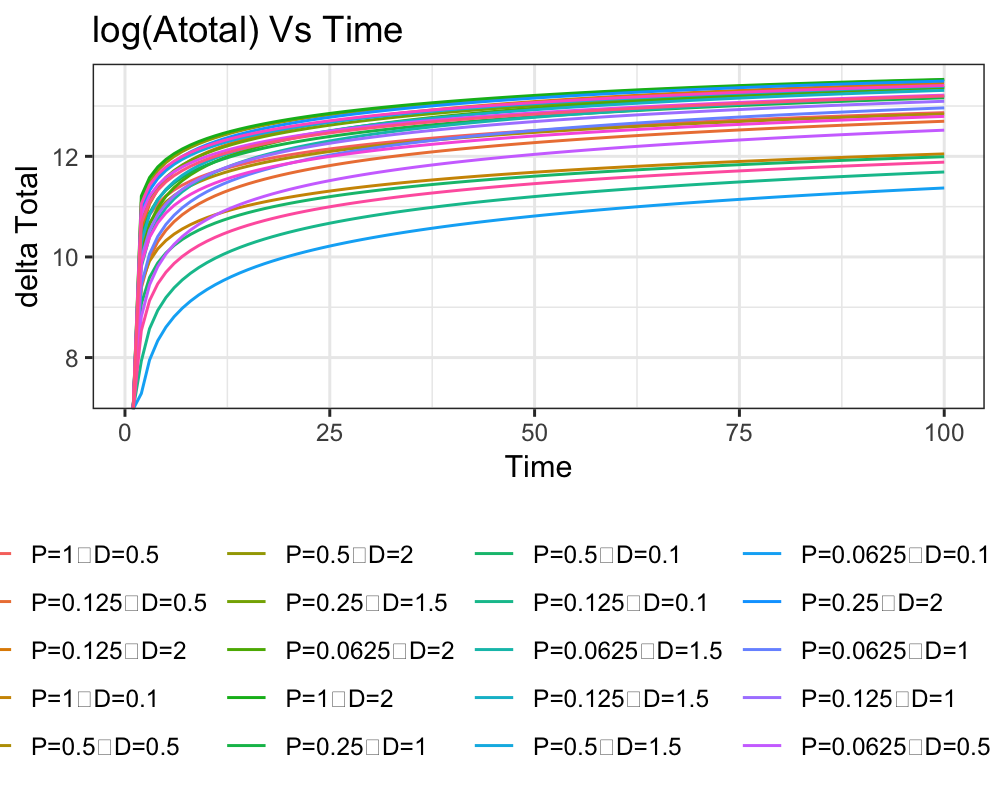 log(Atotal) Vs Time
delta Total
12
10
8
0 25 50 75 100
Time
P=1□D=0.5 P=0.5□D=2 P=0.5□D=0.1 P=0.0625□D=0.1
P=0.125□D=0.5 P=0.25□D=1.5 P=0.125□D=0.1 P=0.25□D=2
P=0.125□D=2 P=0.0625□D=2 P=0.0625□D=1.5 P=0.0625□D=1
P=1□D=0.1 P=1□D=2 P=0.125□D=1.5 P=0.125□D=1
P=0.5□D=0.5 P=0.25□D=1 P=0.5□D=1.5 P=0.0625□D=0.5